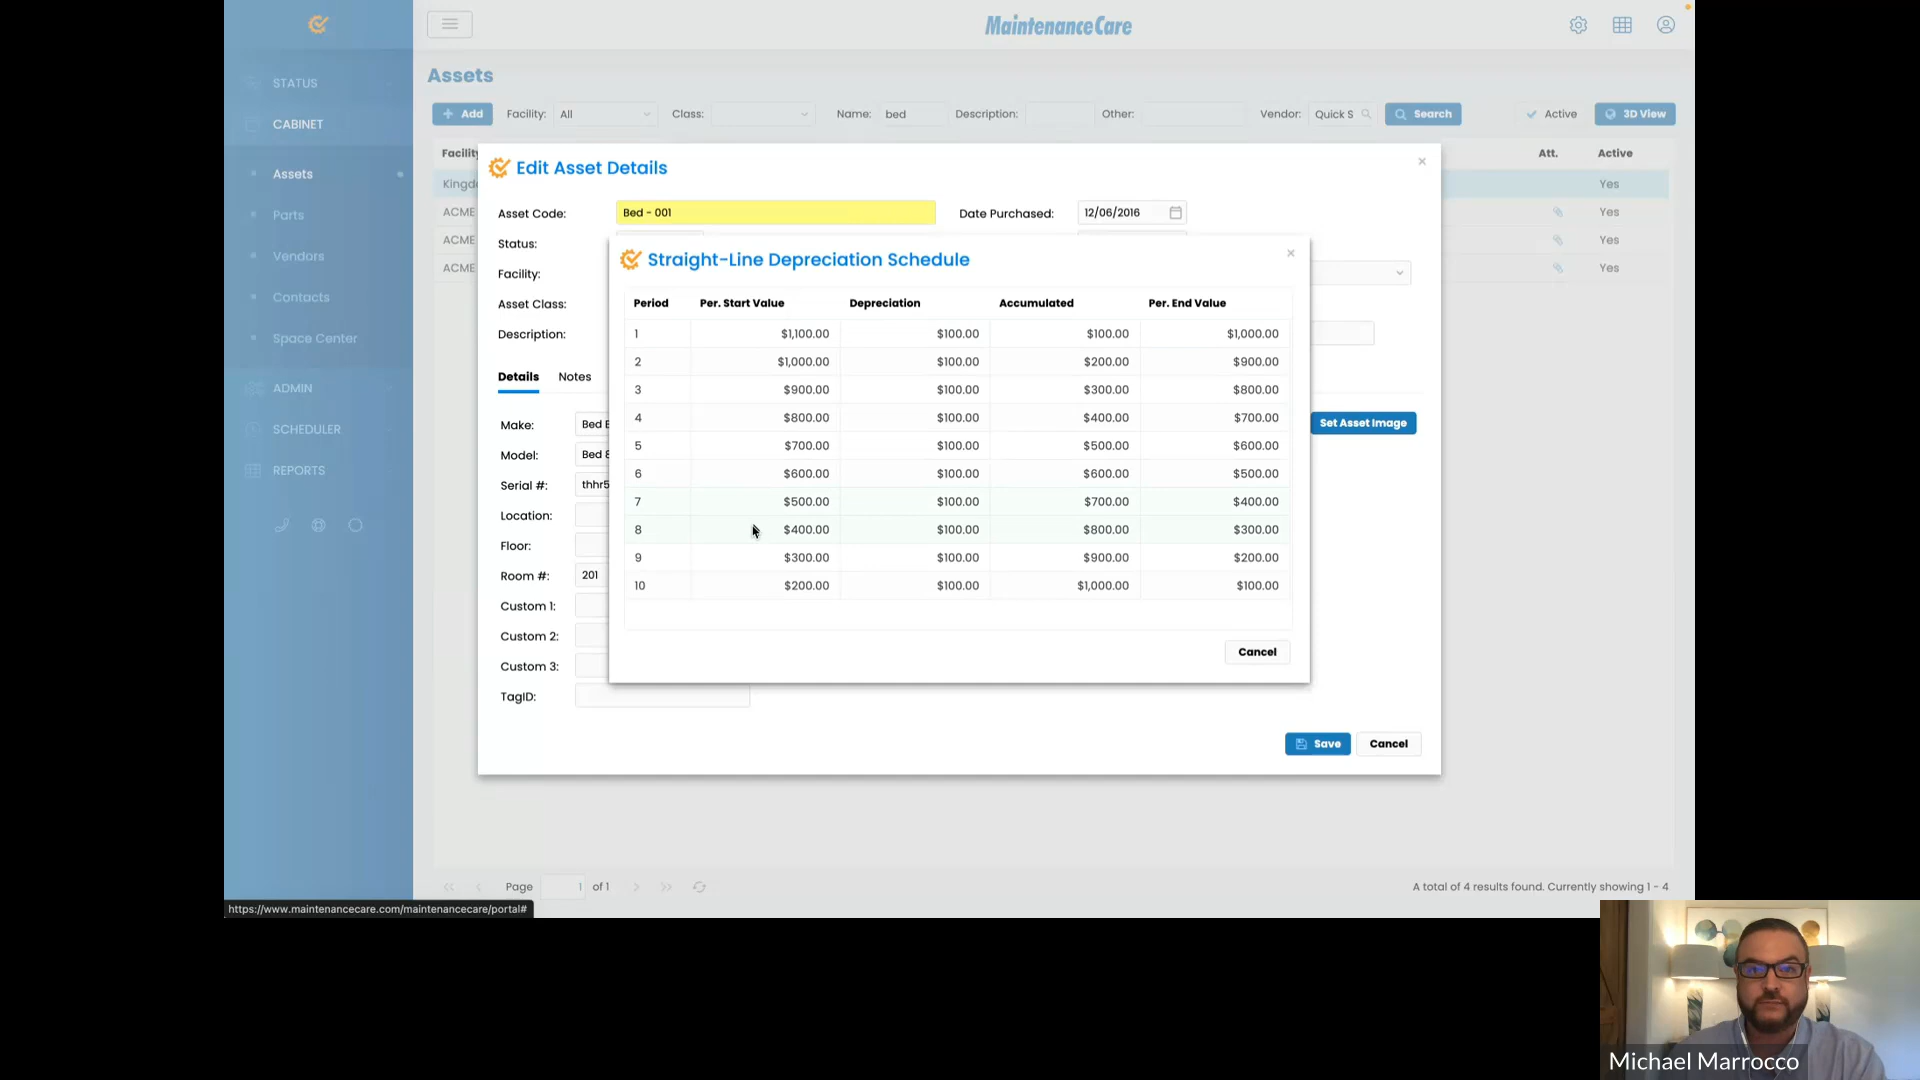 MaintenanceCare
STATUS
CABINET
Assets
Parts
Vendors
Contacts
Space Center
ADMIN
SCHEDULER
REPORTS
Assets
Add Facility: All Class: Name: bed Description: Other: Vendor: Quick S Search Active 3D View
Facility Att. Active
Kingd Yes
ACME Yes
ACME Yes
ACME Yes
Edit Asset Details
Asset Code: Bed - 001 Date Purchased: 12/06/2016
Status:
Facility:
Asset Class:
Description:
Details Notes
Set Asset Image
Make: Bed B
Model: Bed 8
Serial #: thhr5
Location:
Floor:
Room #: 201
Custom 1:
Custom 2:
Custom 3:
TagID:
Save Cancel
Straight-Line Depreciation Schedule
Period Per. Start Value Depreciation Accumulated Per. End Value
1 $1,100.00 $100.00 $100.00 $1,000.00
2 $1,000.00 $100.00 $200.00 $900.00
3 $900.00 $100.00 $300.00 $800.00
4 $800.00 $100.00 $400.00 $700.00
5 $700.00 $100.00 $500.00 $600.00
6 $600.00 $100.00 $600.00 $500.00
7 $500.00 $100.00 $700.00 $400.00
8 $400.00 $100.00 $800.00 $300.00
9 $300.00 $100.00 $900.00 $200.00
10 $200.00 $100.00 $1,000.00 $100.00
Cancel
Page 1 of 1 A total of 4 results found. Currently showing 1 - 4
https://www.maintenancecare.com/maintenancecare/portal#
Michael Marrocco